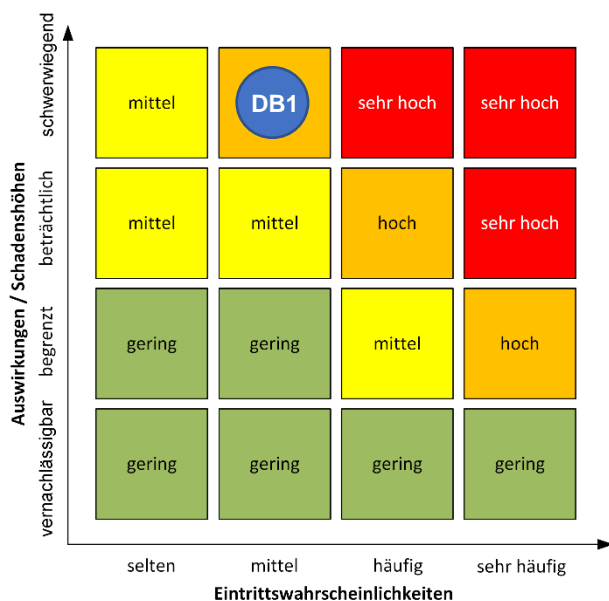 schwerwiegend
mittel
DB1
sehr hoch
sehr hoch
beträchtlich
mittel
mittel
hoch
sehr hoch
Auswirkungen / Schadenshöhen
begrenzt
gering
gering
mittel
hoch
vernachlässigbar
gering
gering
gering
gering
selten
mittel
häufig
sehr häufig
Eintrittswahrscheinlichkeiten